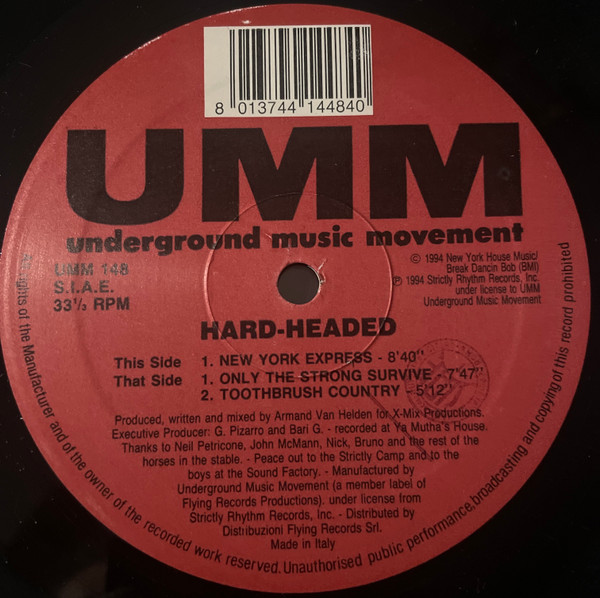 8 013744 144840
UMM
underground music movement
UMM 148
S.I.A.E.
33⅓ RPM
© 1994 New York House Music/
Break Dancin Bob (BMI)
℗ 1994 Strictly Rhythm Records, Inc.
under license to UMM
Underground Music Movement
HARD-HEADED
This Side 1. NEW YORK EXPRESS - 8'40"
That Side 1. ONLY THE STRONG SURVIVE - 7'47"
2. TOOTHBRUSH COUNTRY - 5'12"
Produced, written and mixed by Armand Van Helden for X-Mix Productions.
Executive Producer: G. Pizarro and Bari G. - recorded at Ya Mutha's House.
Thanks to Neil Petricone, John McMann, Nick, Bruno and the rest of the
horses in the stable. - Peace out to the Strictly Camp and to the
boys at the Sound Factory. - Manufactured by
Underground Music Movement (a member label of
Flying Records Productions). under license from
Strictly Rhythm Records, Inc. - Distributed by
Distribuzioni Flying Records Srl.
Made in Italy
All rights of the Manufacturer and of the owner of the recorded work reserved. Unauthorised public performance, broadcasting and copying of this record prohibited